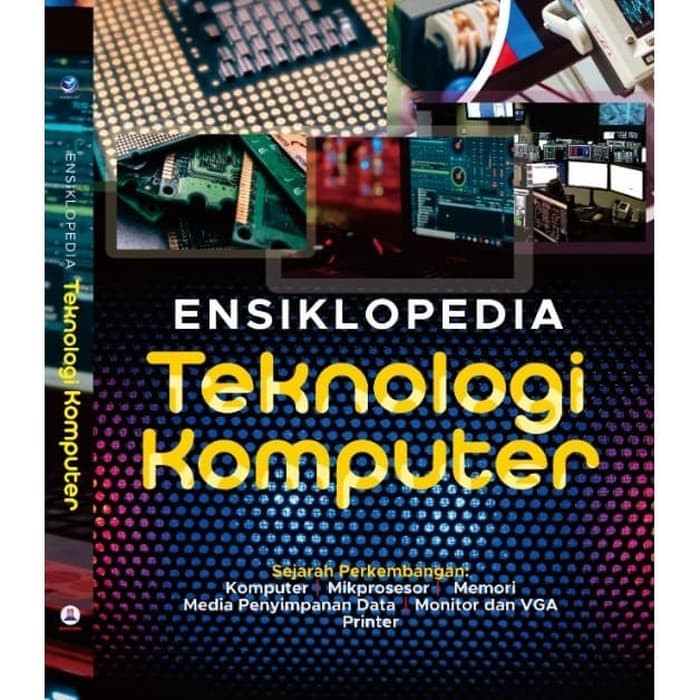 ENSIKLOPEDIA
Teknologi Komputer
ENSIKLOPEDIA
Teknologi
Komputer
Sejarah Perkembangan:
Komputer | Mikprosesor | Memori
Media Penyimpanan Data | Monitor dan VGA
Printer